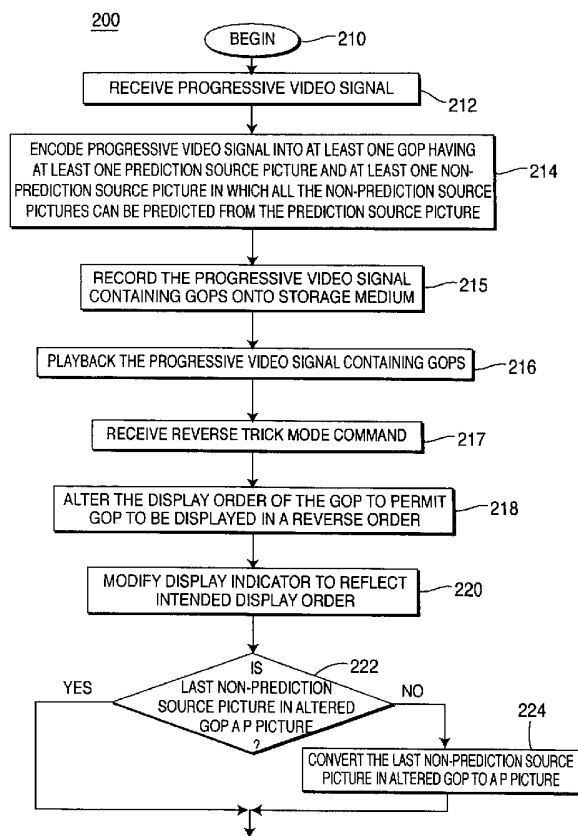 200
BEGIN
210
RECEIVE PROGRESSIVE VIDEO SIGNAL
212
ENCODE PROGRESSIVE VIDEO SIGNAL INTO AT LEAST ONE GOP HAVING
AT LEAST ONE PREDICTION SOURCE PICTURE AND AT LEAST ONE NON-
PREDICTION SOURCE PICTURE IN WHICH ALL THE NON-PREDICTION SOURCE
PICTURES CAN BE PREDICTED FROM THE PREDICTION SOURCE PICTURE
214
RECORD THE PROGRESSIVE VIDEO SIGNAL
CONTAINING GOPS ONTO STORAGE MEDIUM
215
PLAYBACK THE PROGRESSIVE VIDEO SIGNAL CONTAINING GOPS
216
RECEIVE REVERSE TRICK MODE COMMAND
217
ALTER THE DISPLAY ORDER OF THE GOP TO PERMIT
GOP TO BE DISPLAYED IN A REVERSE ORDER
218
MODIFY DISPLAY INDICATOR TO REFLECT
INTENDED DISPLAY ORDER
220
222
IS
LAST NON-PREDICTION
SOURCE PICTURE IN ALTERED
GOP A P PICTURE
?
YES
NO
224
CONVERT THE LAST NON-PREDICTION SOURCE
PICTURE IN ALTERED GOP TO A P PICTURE